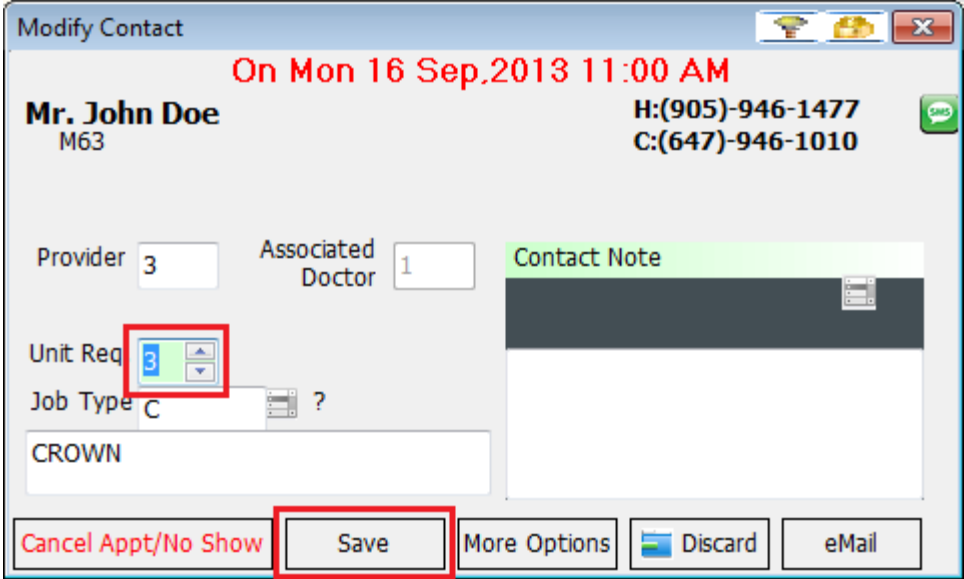 Modify Contact
On Mon 16 Sep,2013 11:00 AM
Mr. John Doe
M63
H:(905)-946-1477
C:(647)-946-1010
SMS
Provider 3
Associated
Doctor 1
Contact Note
Unit Req 3
Job Type C ?
CROWN
Cancel Appt/No Show
Save
More Options
Discard
eMail